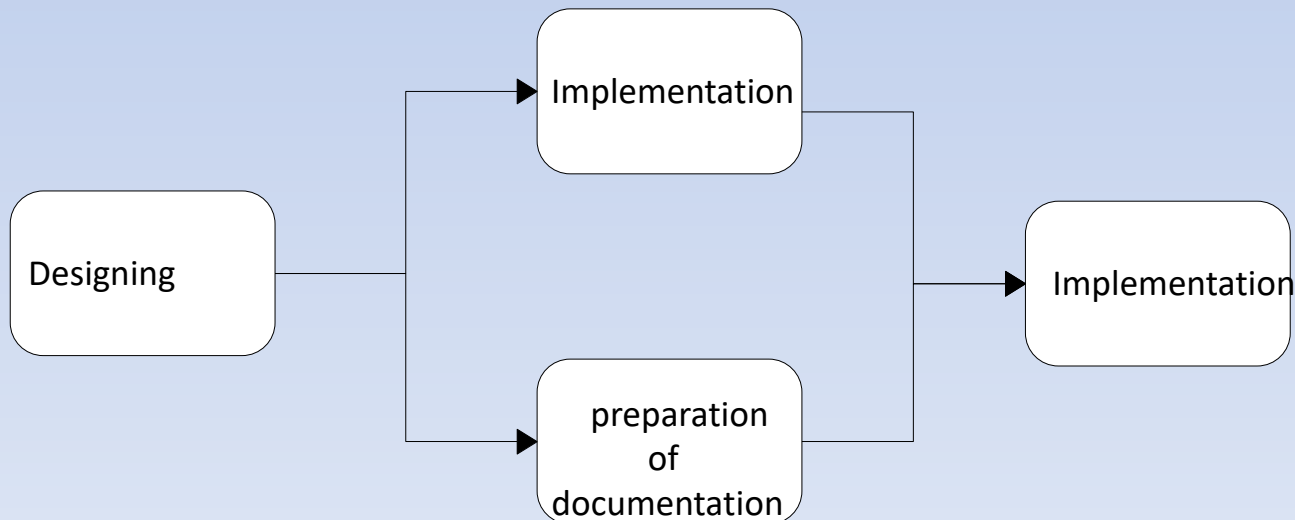 Designing
Implementation
preparation
of
documentation
Implementation